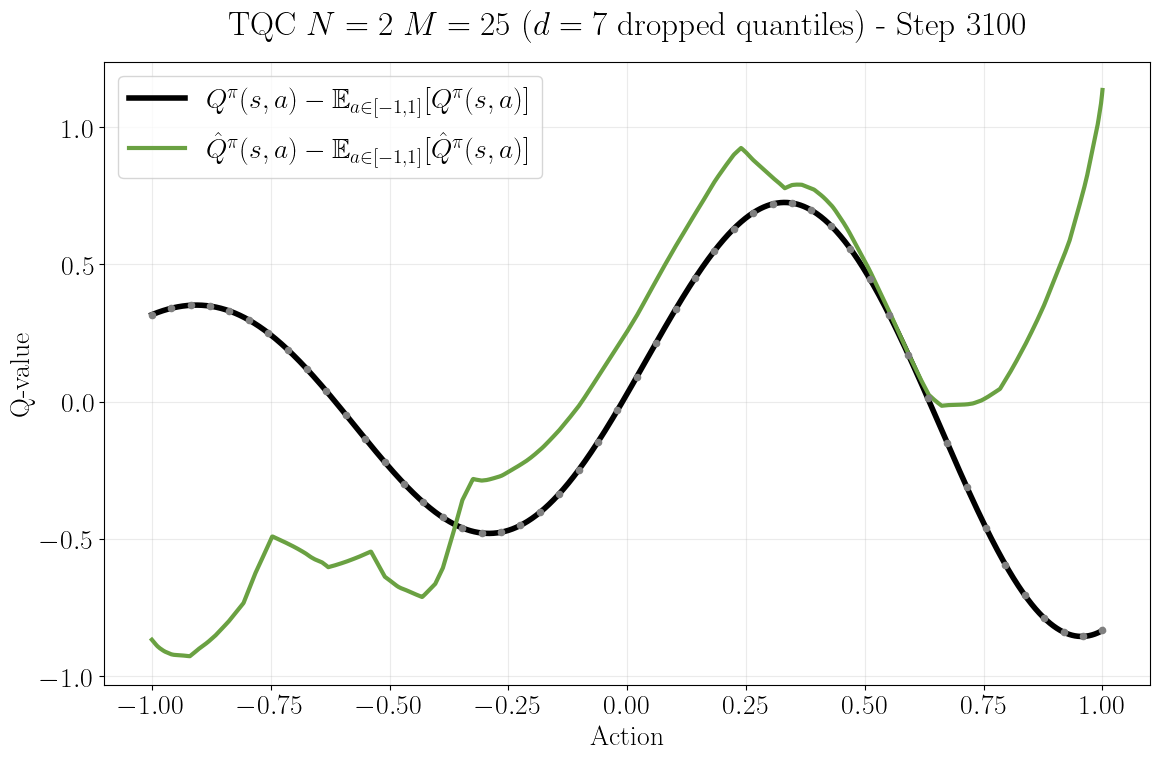 TQC N = 2 M = 25 (d = 7 dropped quantiles) - Step 3100
Q^π(s, a) − 𝔼_{a∈[−1,1]}[Q^π(s, a)]
Q̂^π(s, a) − 𝔼_{a∈[−1,1]}[Q̂^π(s, a)]
1.0
0.5
0.0
−0.5
−1.0
Q-value
−1.00 −0.75 −0.50 −0.25 0.00 0.25 0.50 0.75 1.00
Action